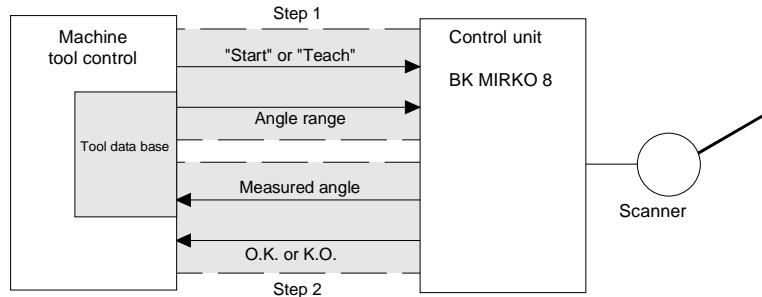 Step 1
Machine
tool control
"Start" or "Teach"
Angle range
Tool data base
Control unit
BK MIRKO 8
Measured angle
O.K. or K.O.
Scanner
Step 2